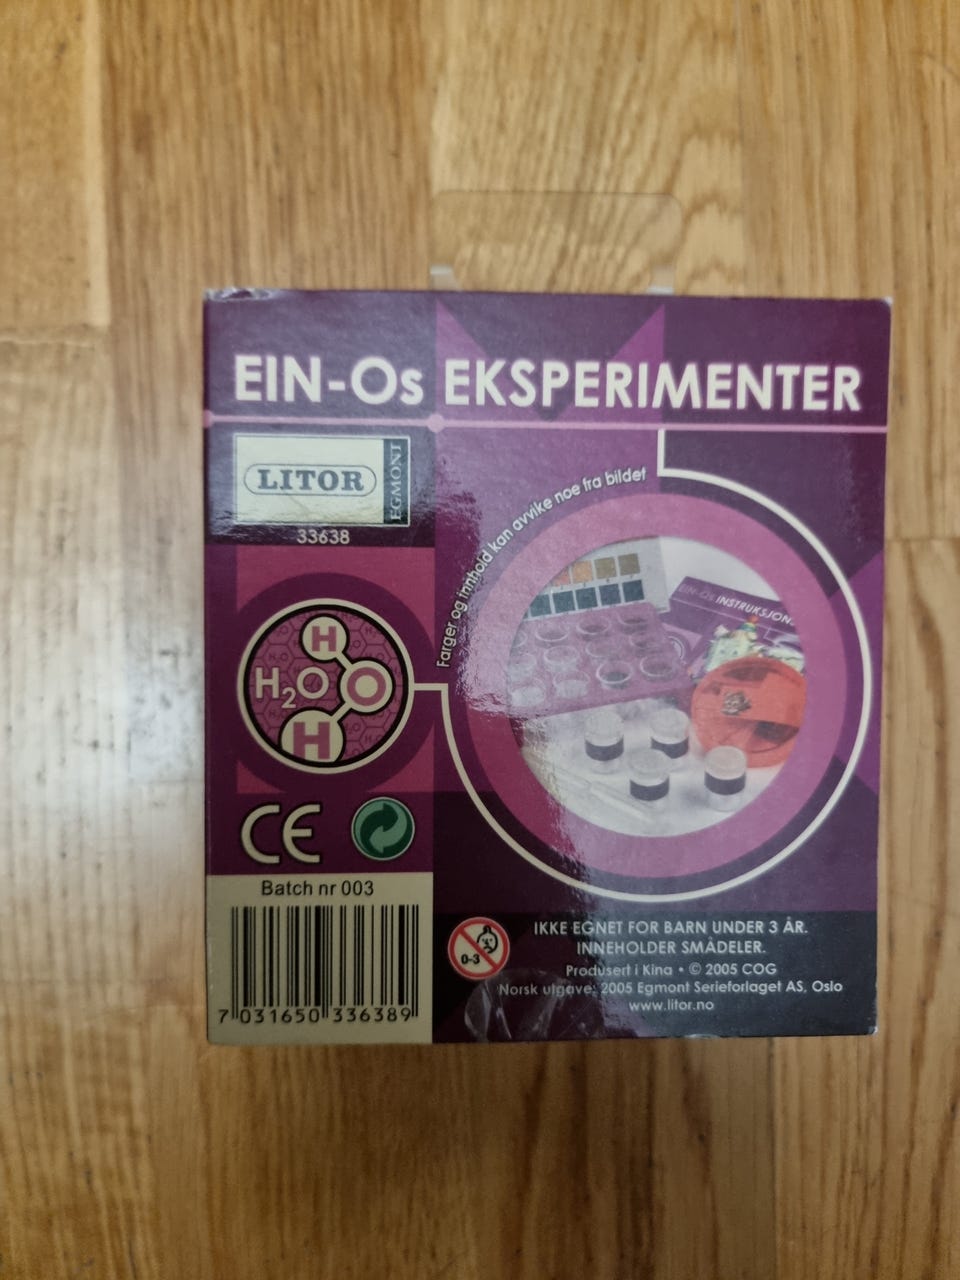 EIN-Os EKSPERIMENTER
LITOR
EGMONT
33638
Farger og innhold kan avvike noe fra bildet
EIN-Os INSTRUKSJON
H
H2O
O
H
CE
Batch nr 003
7 031650 336389
0-3
IKKE EGNET FOR BARN UNDER 3 ÅR.
INNEHOLDER SMÅDELER.
Produsert i Kina • © 2005 COG
Norsk utgave: 2005 Egmont Serieforlaget AS, Oslo
www.litor.no